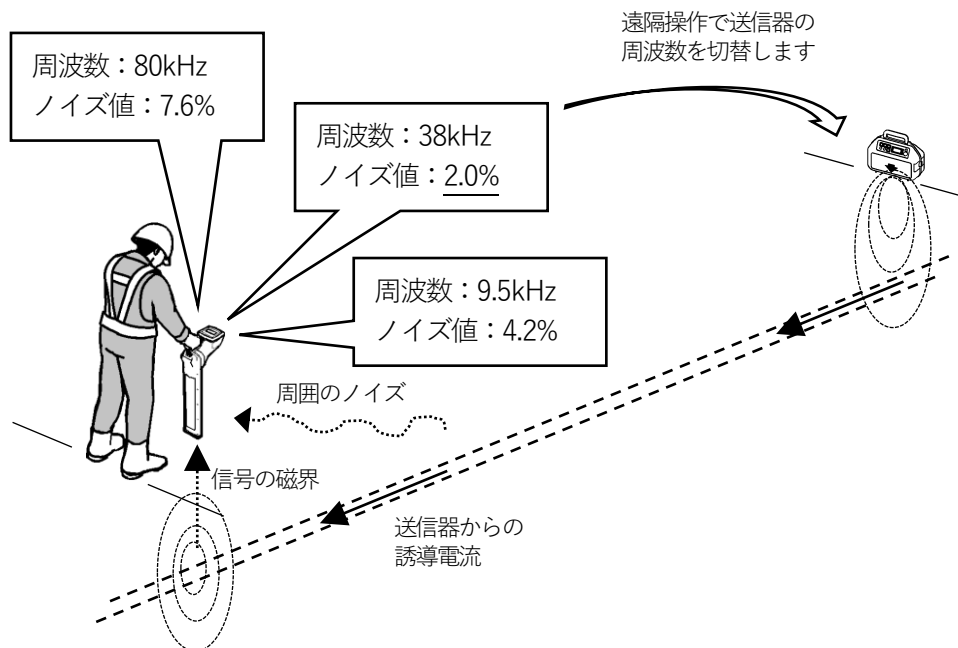 遠隔操作で送信器の
周波数を切替します
周波数：80kHz
ノイズ値：7.6%
周波数：38kHz
ノイズ値：2.0%
周波数：9.5kHz
ノイズ値：4.2%
周囲のノイズ
信号の磁界
送信器からの
誘導電流